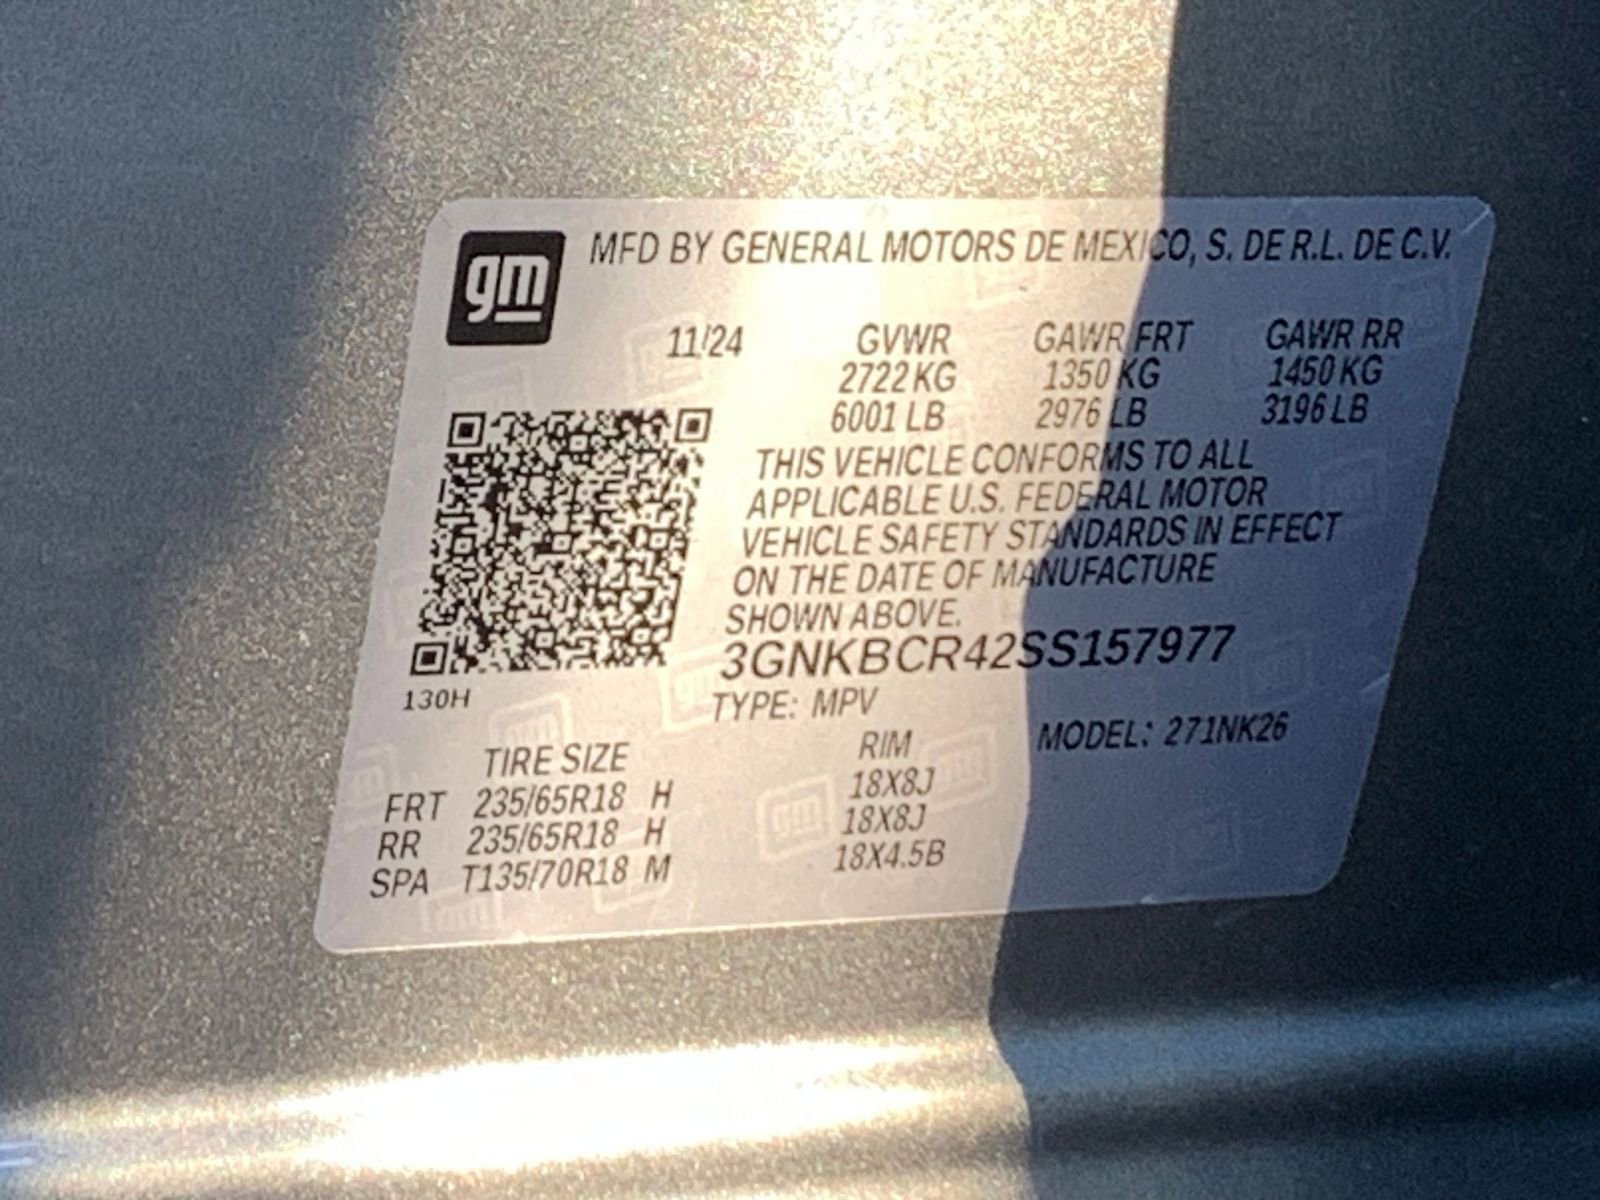 gm
MFD BY GENERAL MOTORS DE MEXICO, S. DE R.L. DE C.V.
11/24 GVWR GAWR FRT GAWR RR
2722 KG 1350 KG 1450 KG
6001 LB 2976 LB 3196 LB
THIS VEHICLE CONFORMS TO ALL
APPLICABLE U.S. FEDERAL MOTOR
VEHICLE SAFETY STANDARDS IN EFFECT
ON THE DATE OF MANUFACTURE
SHOWN ABOVE.
3GNKBCR42SS157977
130H
TYPE: MPV MODEL: 271NK26
TIRE SIZE RIM
FRT 235/65R18 H 18X8J
RR 235/65R18 H 18X8J
SPA T135/70R18 M 18X4.5B